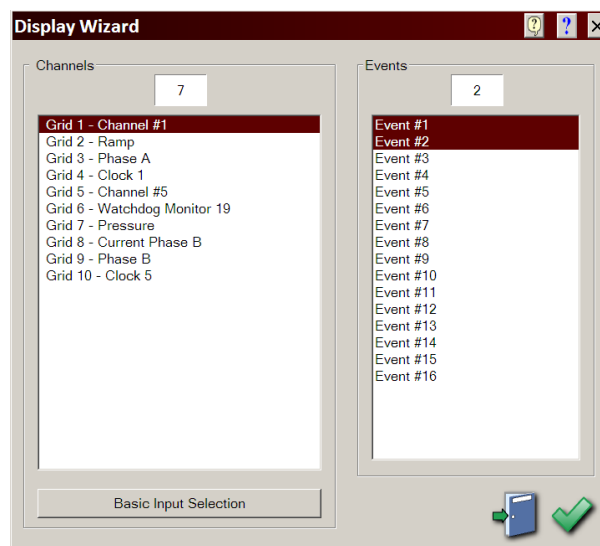 Display Wizard
Channels
7
Grid 1 - Channel #1
Grid 2 - Ramp
Grid 3 - Phase A
Grid 4 - Clock 1
Grid 5 - Channel #5
Grid 6 - Watchdog Monitor 19
Grid 7 - Pressure
Grid 8 - Current Phase B
Grid 9 - Phase B
Grid 10 - Clock 5
Basic Input Selection
Events
2
Event #1
Event #2
Event #3
Event #4
Event #5
Event #6
Event #7
Event #8
Event #9
Event #10
Event #11
Event #12
Event #13
Event #14
Event #15
Event #16